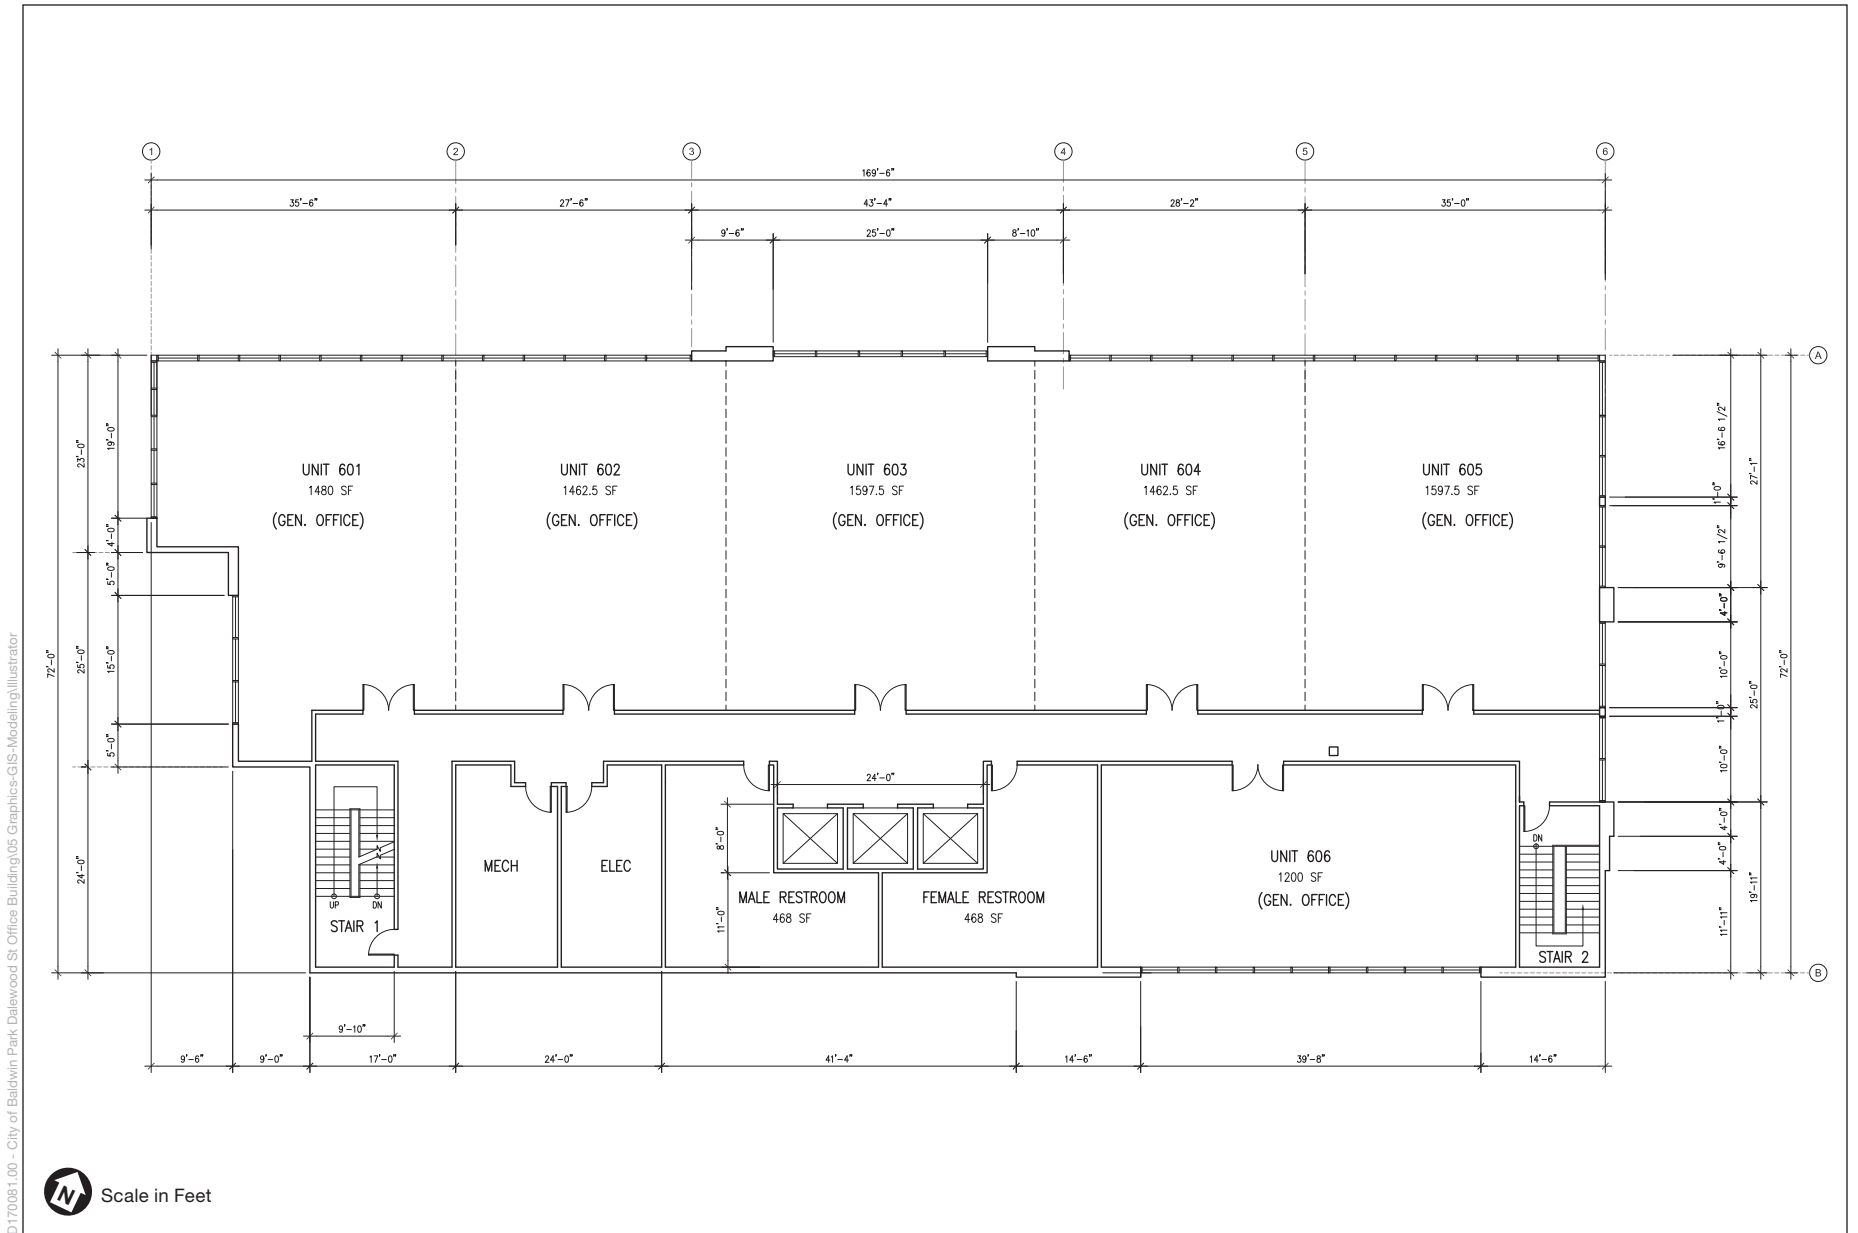 1
2
3
4
5
6
169'-6"
35'-6"
27'-6"
43'-4"
28'-2"
35'-0"
9'-6"
25'-0"
8'-10"
A
72'-0"
23'-0"
19'-0"
4'-0"
5'-0"
25'-0"
15'-0"
5'-0"
24'-0"
UNIT 601
1480 SF
(GEN. OFFICE)
UNIT 602
1462.5 SF
(GEN. OFFICE)
UNIT 603
1597.5 SF
(GEN. OFFICE)
UNIT 604
1462.5 SF
(GEN. OFFICE)
UNIT 605
1597.5 SF
(GEN. OFFICE)
16'-6 1/2"
1'-0"
9'-6 1/2"
27'-1"
4'-0"
10'-0"
1'-0"
25'-0"
10'-0"
72'-0"
4'-0"
4'-0"
19'-11"
11'-11"
24'-0"
8'-0"
11'-0"
UP
DN
STAIR 1
MECH
ELEC
MALE RESTROOM
468 SF
FEMALE RESTROOM
468 SF
UNIT 606
1200 SF
(GEN. OFFICE)
DN
STAIR 2
B
9'-10"
9'-6"
9'-0"
17'-0"
24'-0"
41'-4"
14'-6"
39'-8"
14'-6"
N
Scale in Feet
D170081.00 - City of Baldwin Park Dalewood St Office Building\05 Graphics-GIS-Modeling\Illustrator